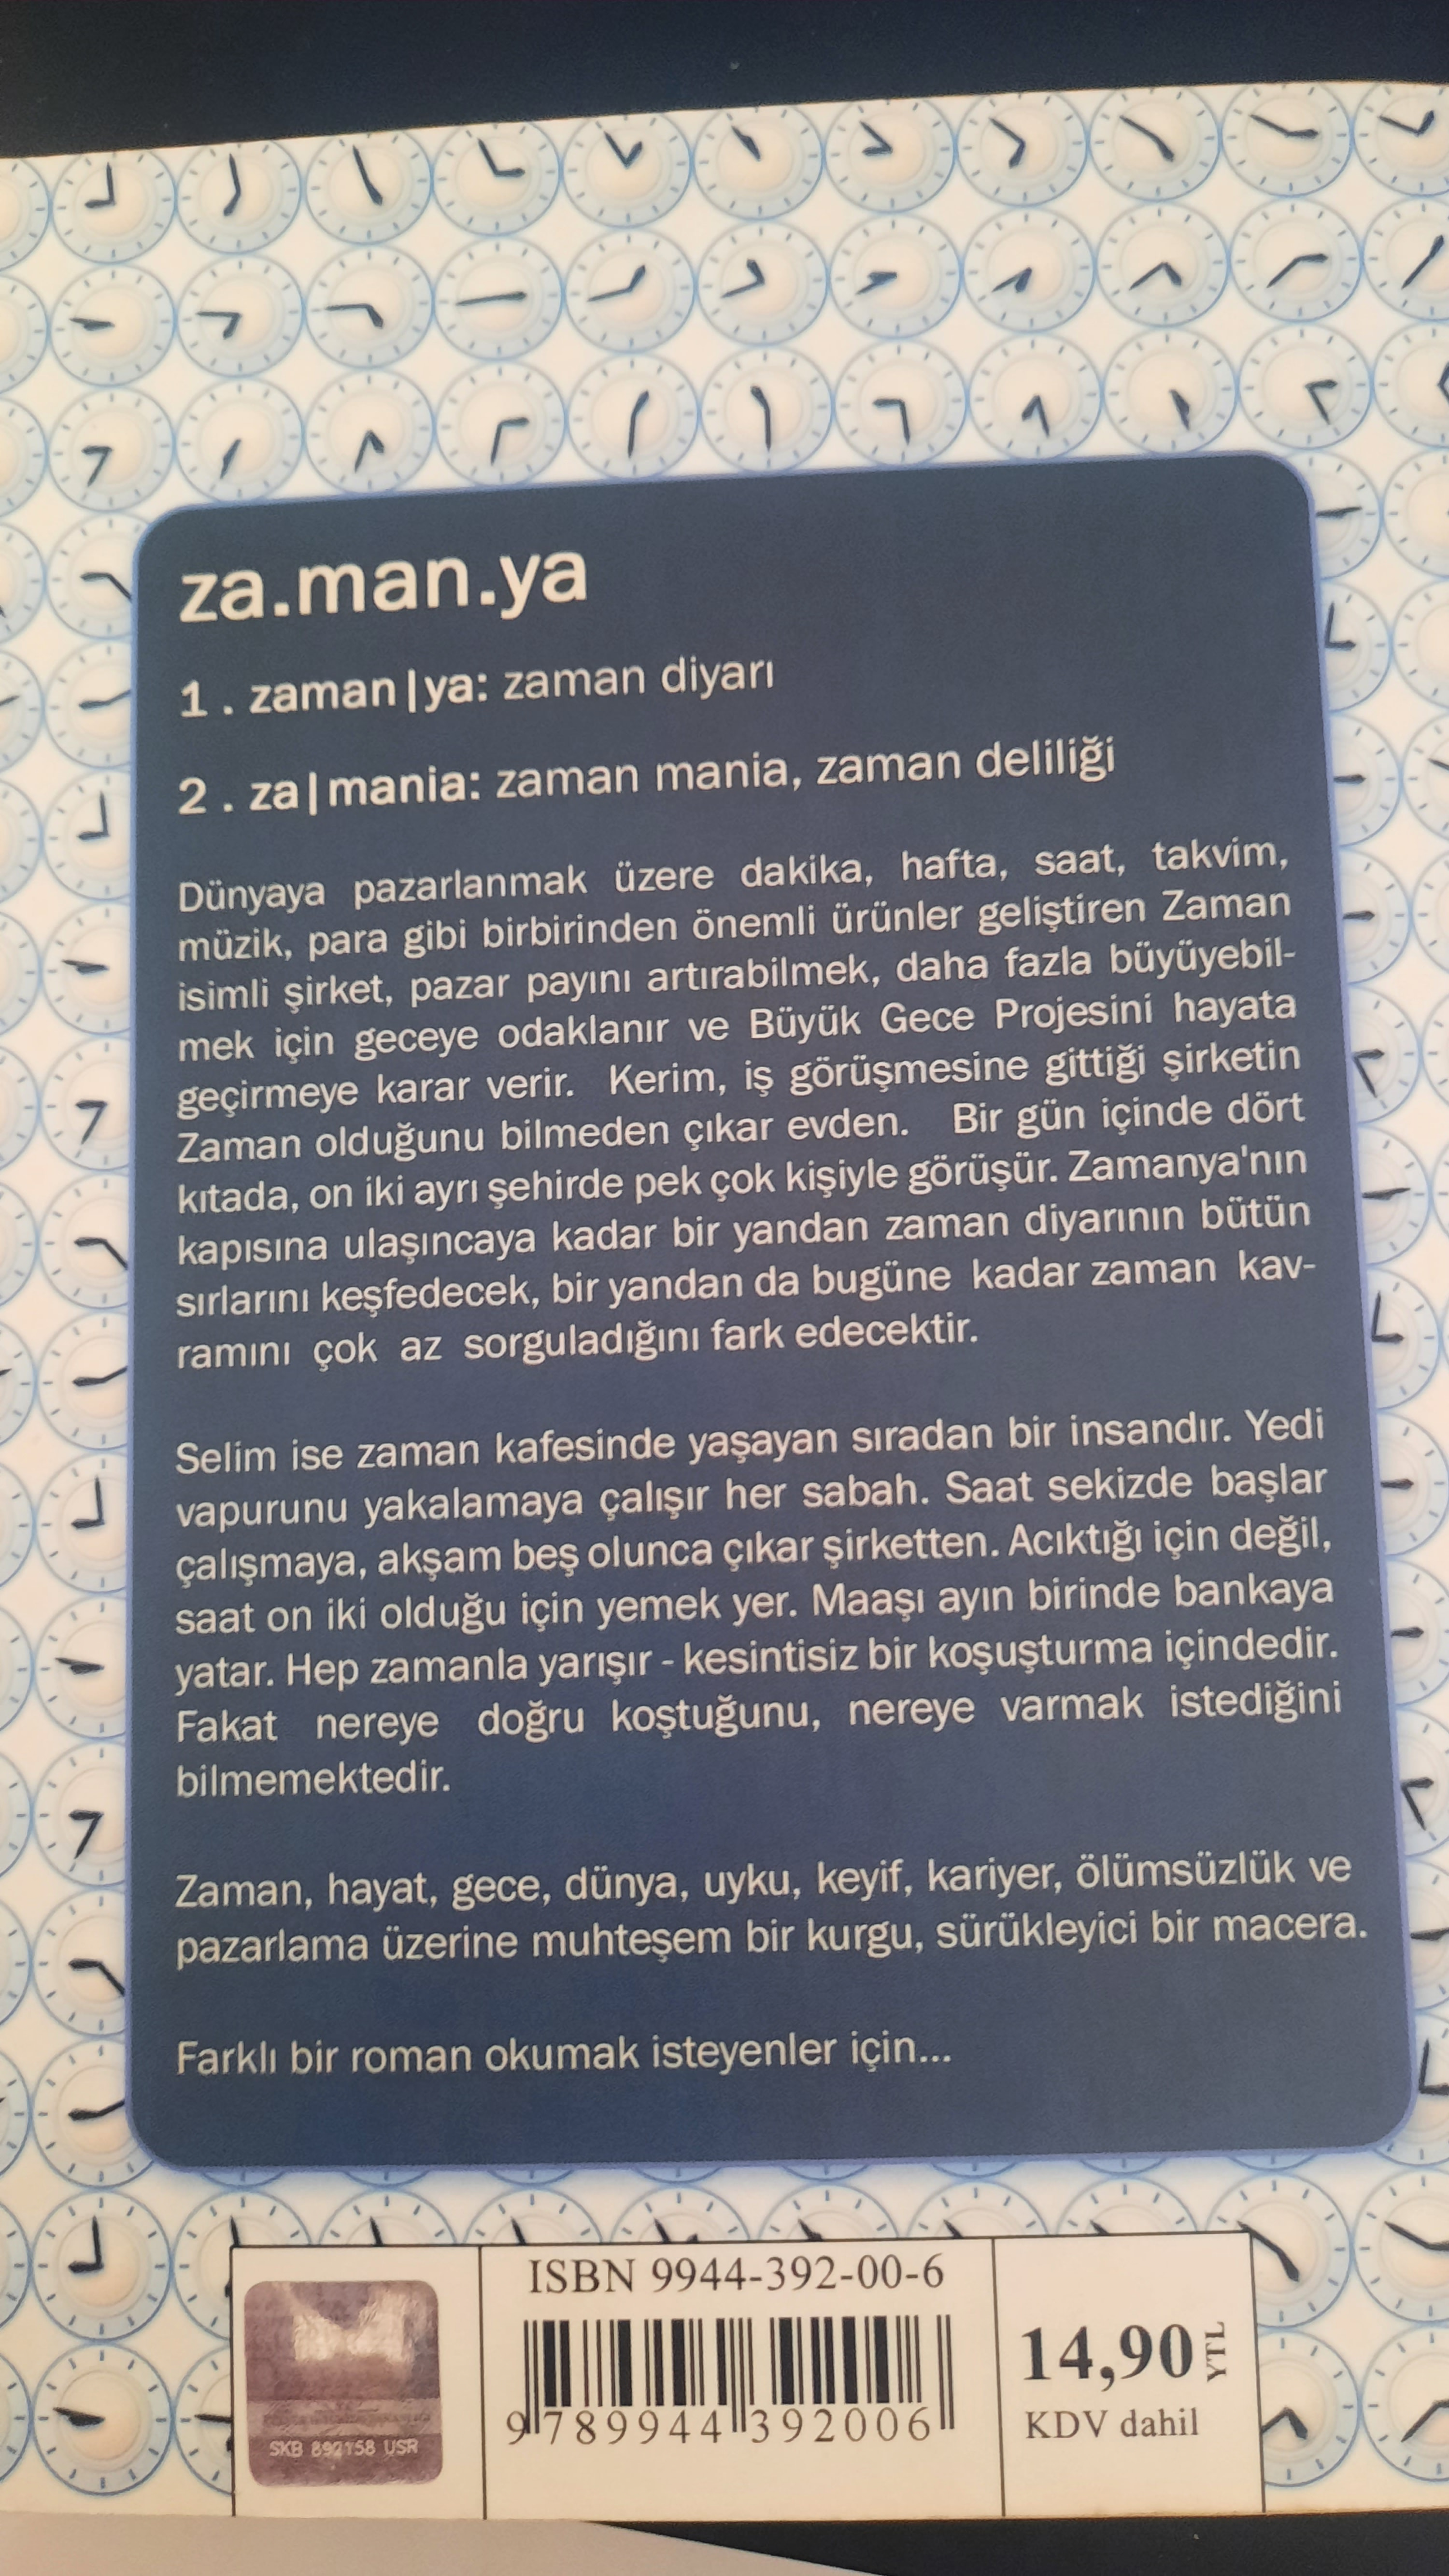 za.man.ya
1 . zaman|ya: zaman diyarı
2 . za|mania: zaman mania, zaman deliliği
Dünyaya pazarlanmak üzere dakika, hafta, saat, takvim,
müzik, para gibi birbirinden önemli ürünler geliştiren Zaman
isimli şirket, pazar payını artırabilmek, daha fazla büyüyebil-
mek için geceye odaklanır ve Büyük Gece Projesini hayata
geçirmeye karar verir. Kerim, iş görüşmesine gittiği şirketin
Zaman olduğunu bilmeden çıkar evden. Bir gün içinde dört
kıtada, on iki ayrı şehirde pek çok kişiyle görüşür. Zamanya'nın
kapısına ulaşıncaya kadar bir yandan zaman diyarının bütün
sırlarını keşfedecek, bir yandan da bugüne kadar zaman kav-
ramını çok az sorguladığını fark edecektir.
Selim ise zaman kafesinde yaşayan sıradan bir insandır. Yedi
vapurunu yakalamaya çalışır her sabah. Saat sekizde başlar
çalışmaya, akşam beş olunca çıkar şirketten. Acıktığı için değil,
saat on iki olduğu için yemek yer. Maaşı ayın birinde bankaya
yatar. Hep zamanla yarışır - kesintisiz bir koşuşturma içindedir.
Fakat nereye doğru koştuğunu, nereye varmak istediğini
bilmemektedir.
Zaman, hayat, gece, dünya, uyku, keyif, kariyer, ölümsüzlük ve
pazarlama üzerine muhteşem bir kurgu, sürükleyici bir macera.
Farklı bir roman okumak isteyenler için...
ISBN 9944-392-00-6
9 789944 392006
14,90 YTL
KDV dahil
SKB 892158 USR